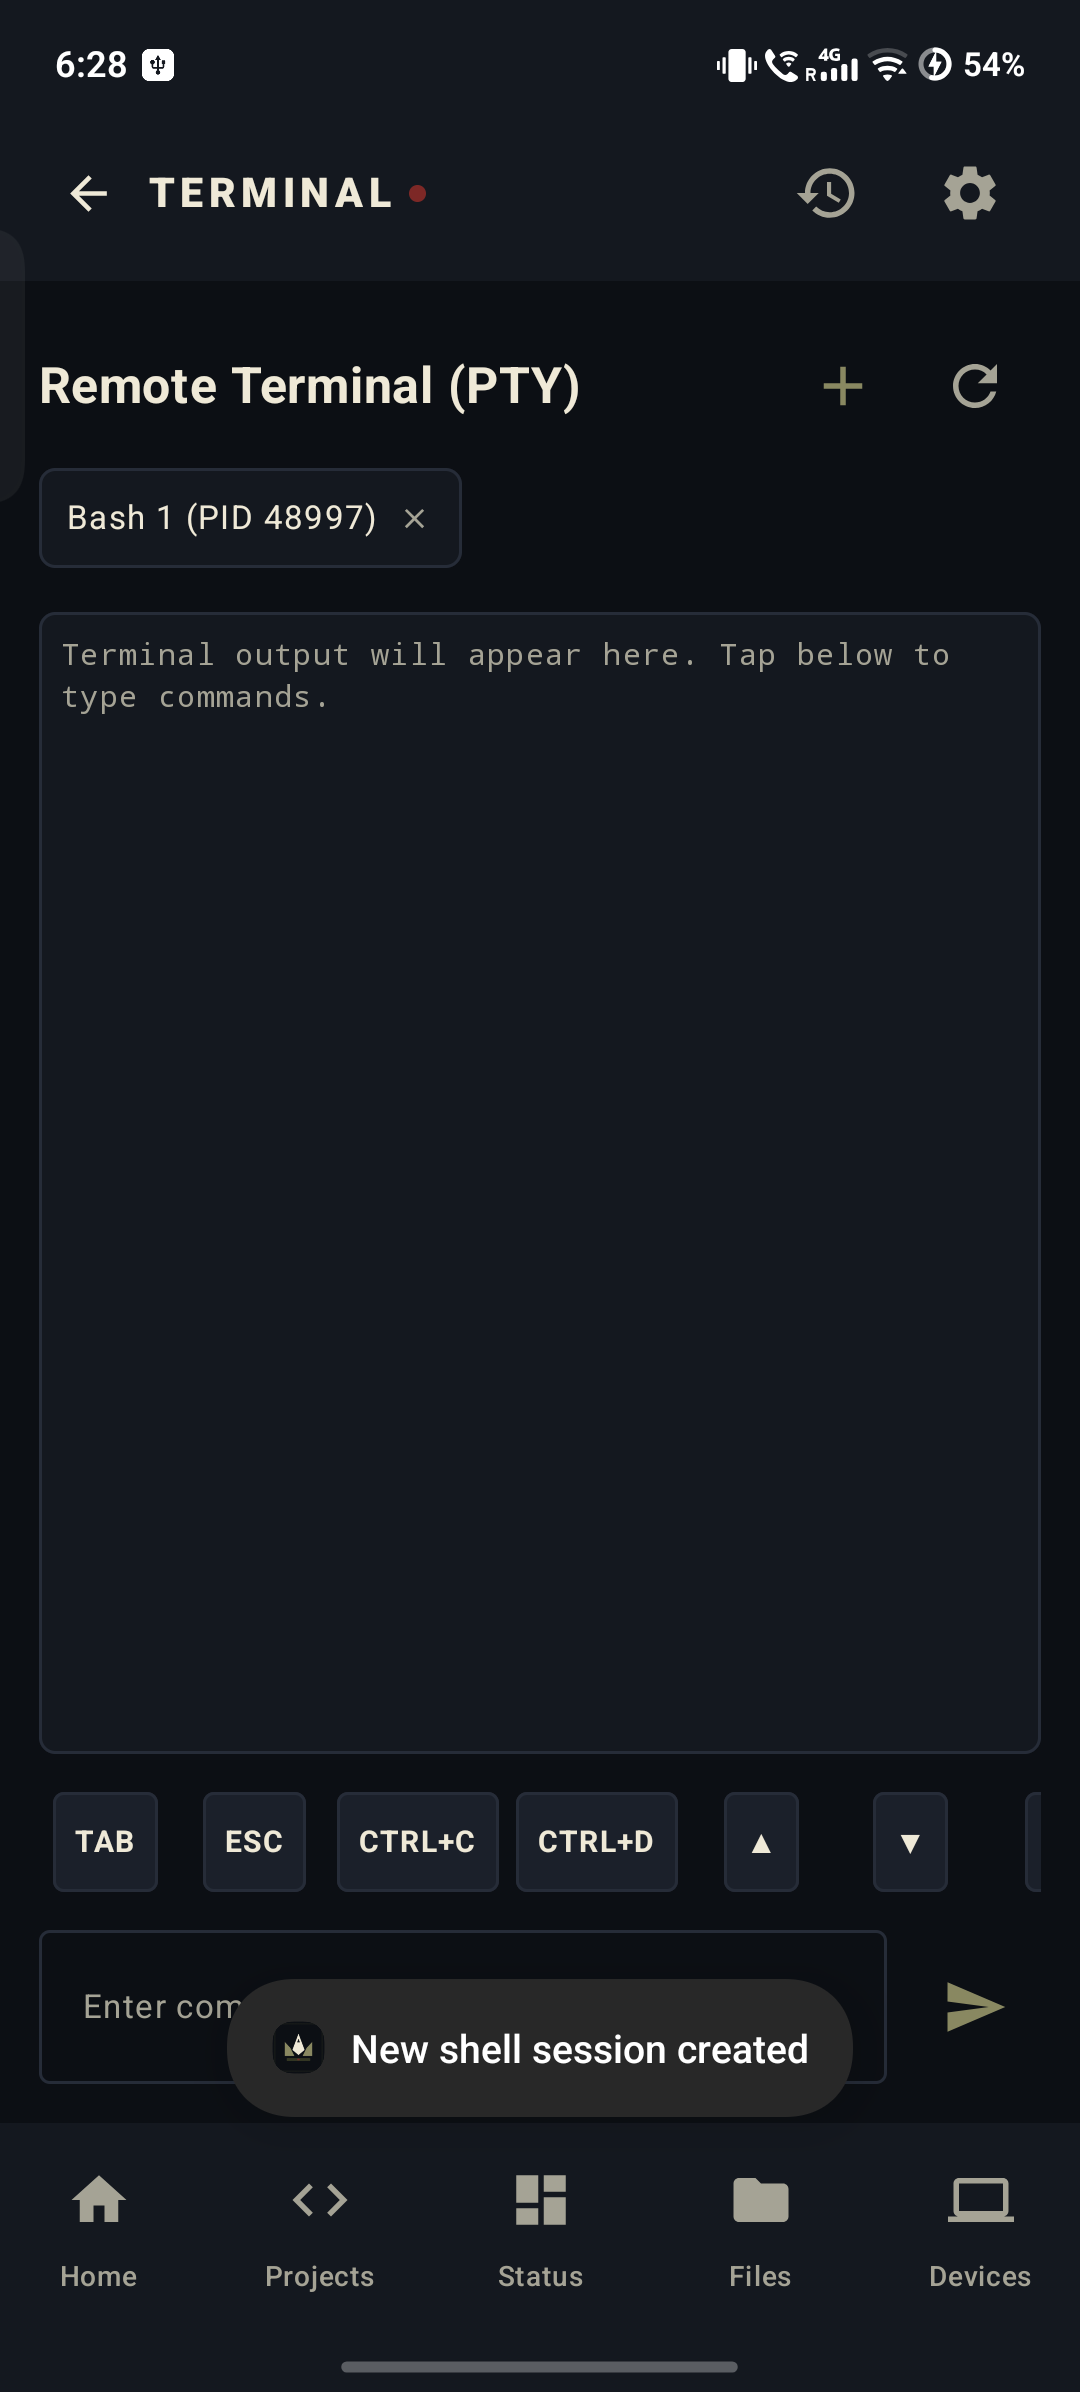 6:28
4G
R
54%
TERMINAL
Remote Terminal (PTY)
Bash 1 (PID 48997) ×
Terminal output will appear here. Tap below to
type commands.
TAB
ESC
CTRL+C
CTRL+D
▲
▼
Enter com
New shell session created
Home
Projects
Status
Files
Devices